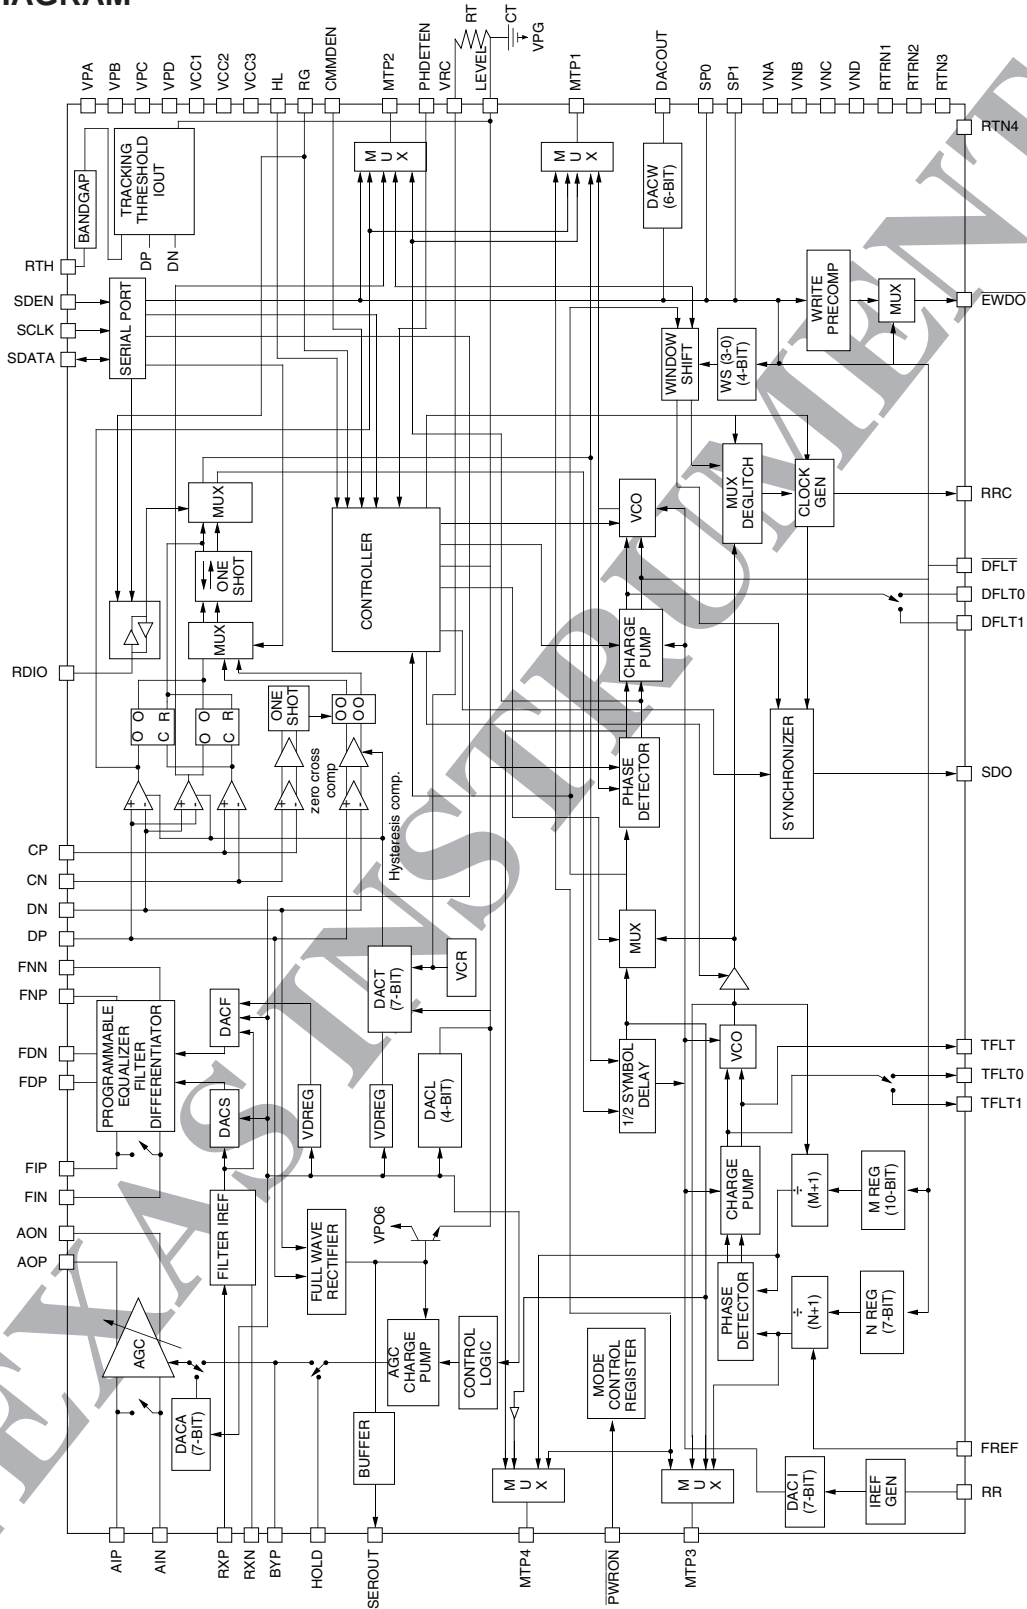 DIAGRAM
RT
CT
VPG
VPA
VPB
VPC
VPD
VCC1
VCC2
VCC3
HL
RG
CMMDEN
MTP2
PHDETEN
VRC
LEVEL
MTP1
DACOUT
SP0
SP1
VNA
VNB
VNC
VND
RTRN1
RTRN2
RTN3
RTN4
BANDGAP
TRACKING
THRESHOLD
IOUT
DP
DN
MUX
MUX
DACW
(6-BIT)
RTH
SDEN
SCLK
SDATA
SERIAL PORT
WRITE
PRECOMP
MUX
EWDO
WINDOW
SHIFT
WS (3-0)
(4-BIT)
MUX
ONE
SHOT
MUX
CONTROLLER
VCO
MUX
DEGLITCH
CLOCK
GEN
RRC
DFLT
DFLT0
DFLT1
CHARGE
PUMP
RDIO
O O
C R
O O
C R
ONE
SHOT
OO
OO
zero cross
comp
Hysteresis comp.
PHASE
DETECTOR
SYNCHRONIZER
SDO
+
-
+
-
+
-
+
-
+
-
CP
CN
DN
DP
FNN
FNP
FDN
FDP
FIP
FIN
AON
AOP
PROGRAMMABLE
EQUALIZER
FILTER
DIFFERENTIATOR
DACF
DACS
DACT
(7-BIT)
VCR
VDREG
VDREG
DACL
(4-BIT)
MUX
1/2 SYMBOL
DELAY
VCO
TFLT
TFLT0
TFLT1
CHARGE
PUMP
÷
(M+1)
M REG
(10-BIT)
FILTER IREF
FULL WAVE
RECTIFIER
VPO6
PHASE
DETECTOR
÷
(N+1)
N REG
(7-BIT)
AGC
DACA
(7-BIT)
AGC
CHARGE
PUMP
CONTROL
LOGIC
MODE
CONTROL
REGISTER
BUFFER
MUX
MUX
DAC I
(7-BIT)
IREF
GEN
FREF
RR
AIP
AIN
RXP
RXN
BYP
HOLD
SEROUT
MTP4
PWRON
MTP3
TEXAS INSTRUMENT